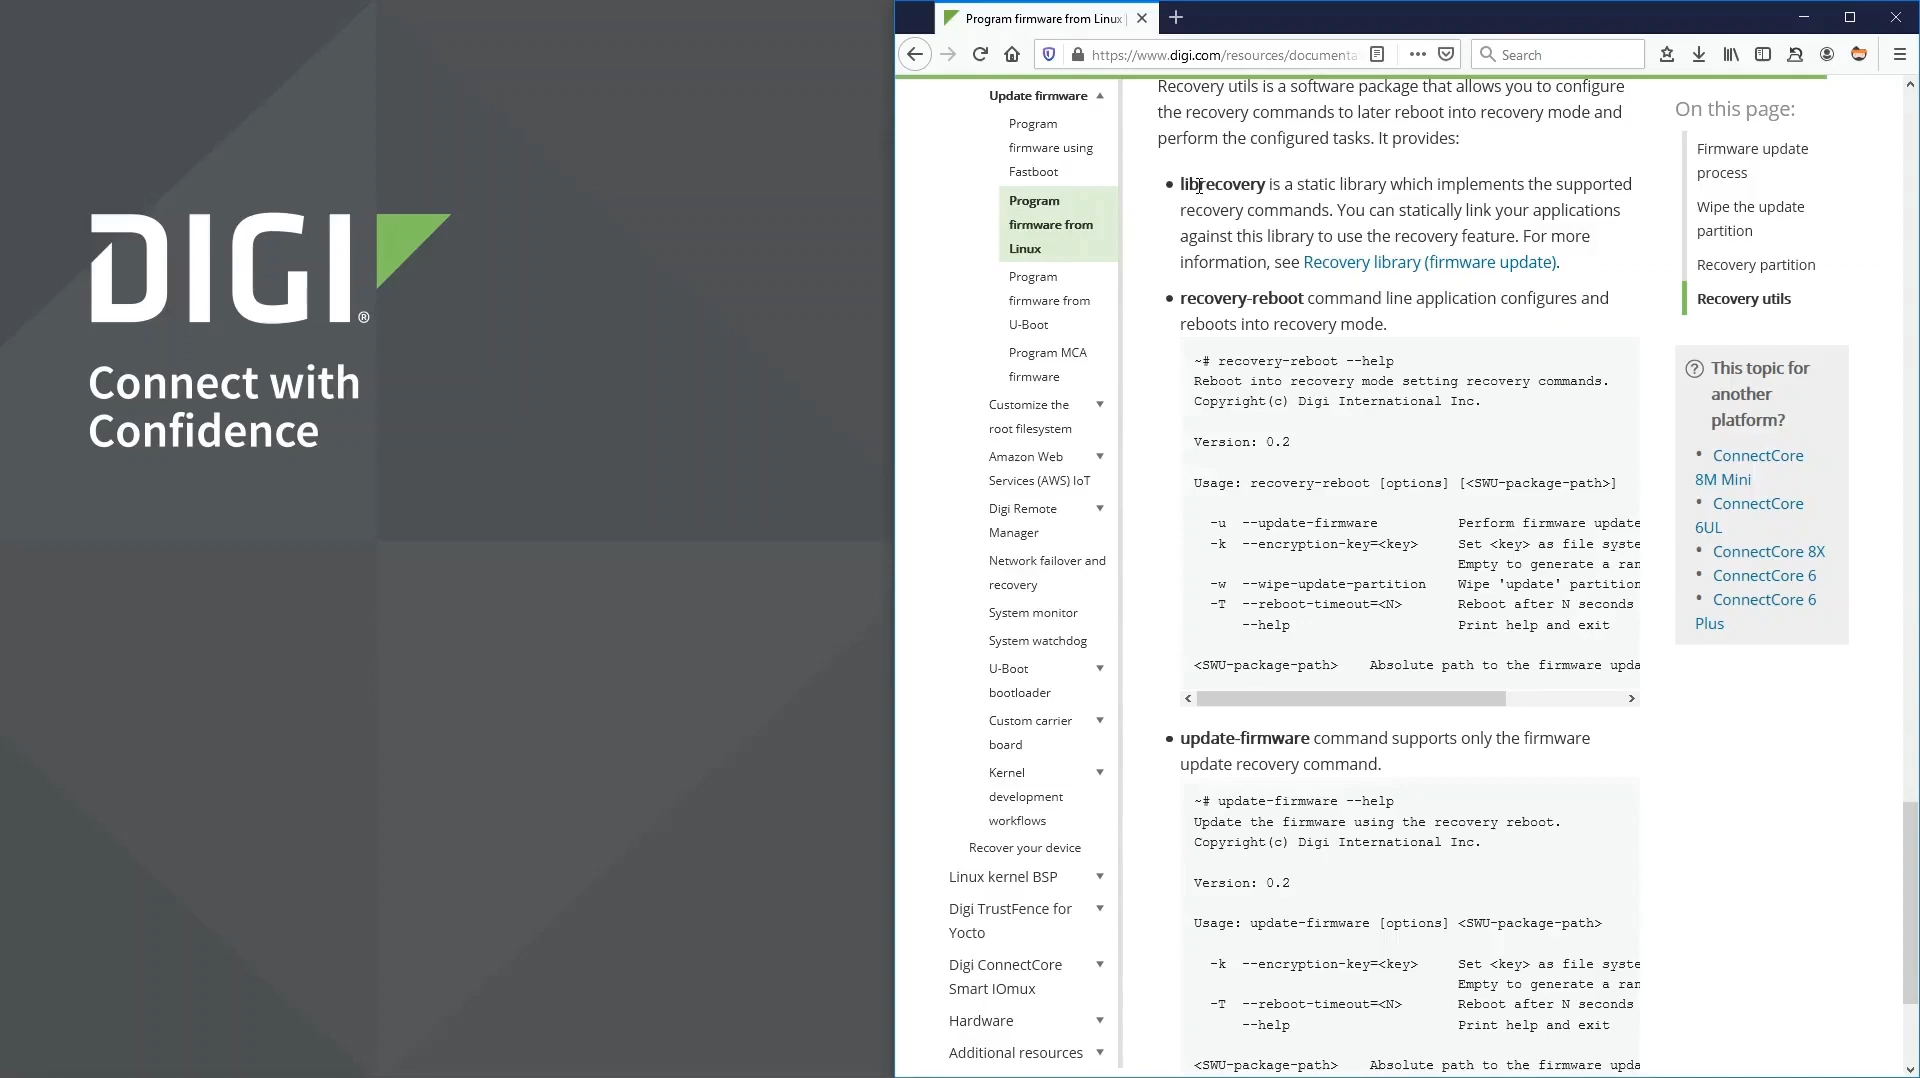 DIGI®
Connect with
Confidence
Program firmware from Linux |
https://www.digi.com/resources/documenta
Search
Update firmware
Program
firmware using
Fastboot
Program
firmware from
Linux
Program
firmware from
U-Boot
Program MCA
firmware
Customize the
root filesystem
Amazon Web
Services (AWS) IoT
Digi Remote
Manager
Network failover and
recovery
System monitor
System watchdog
U-Boot
bootloader
Custom carrier
board
Kernel
development
workflows
Recover your device
Linux kernel BSP
Digi TrustFence for
Yocto
Digi ConnectCore
Smart IOmux
Hardware
Additional resources
Recovery utils is a software package that allows you to configure
the recovery commands to later reboot into recovery mode and
perform the configured tasks. It provides:
• librecovery is a static library which implements the supported
recovery commands. You can statically link your applications
against this library to use the recovery feature. For more
information, see Recovery library (firmware update).
• recovery-reboot command line application configures and
reboots into recovery mode.
~# recovery-reboot --help
Reboot into recovery mode setting recovery commands.
Copyright(c) Digi International Inc.
Version: 0.2
Usage: recovery-reboot [options] [<SWU-package-path>]
-u --update-firmware Perform firmware update
-k --encryption-key=<key> Set <key> as file syste
Empty to generate a ran
-w --wipe-update-partition Wipe 'update' partition
-T --reboot-timeout=<N> Reboot after N seconds
--help Print help and exit
<SWU-package-path> Absolute path to the firmware upda
• update-firmware command supports only the firmware
update recovery command.
~# update-firmware --help
Update the firmware using the recovery reboot.
Copyright(c) Digi International Inc.
Version: 0.2
Usage: update-firmware [options] <SWU-package-path>
-k --encryption-key=<key> Set <key> as file syste
Empty to generate a ran
-T --reboot-timeout=<N> Reboot after N seconds
--help Print help and exit
<SWU-package-path> Absolute path to the firmware upda
On this page:
Firmware update
process
Wipe the update
partition
Recovery partition
Recovery utils
This topic for
another
platform?
• ConnectCore
8M Mini
• ConnectCore
6UL
• ConnectCore 8X
• ConnectCore 6
• ConnectCore 6
Plus